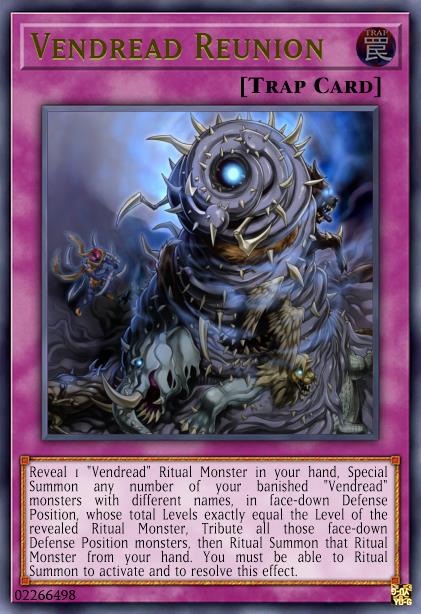 Vendread Reunion
TRAP
罠
[Trap Card]
Reveal 1 "Vendread" Ritual Monster in your hand, Special
Summon any number of your banished "Vendread"
monsters with different names, in face-down Defense
Position, whose total Levels exactly equal the Level of the
revealed Ritual Monster, Tribute all those face-down
Defense Position monsters, then Ritual Summon that Ritual
Monster from your hand. You must be able to Ritual
Summon to activate and to resolve this effect.
02266498